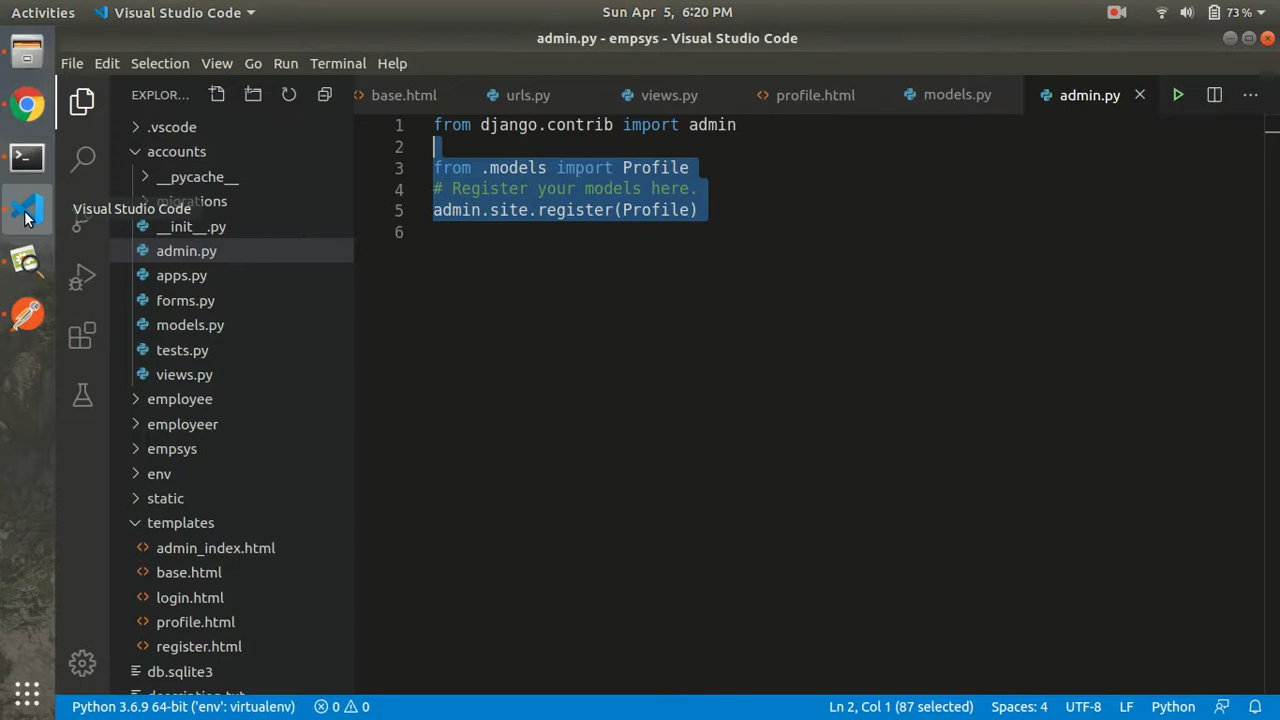 Activities
Visual Studio Code
Sun Apr 5, 6:20 PM
73 %
admin.py - empsys - Visual Studio Code
File Edit Selection View Go Run Terminal Help
EXPLOR...
base.html
urls.py
views.py
profile.html
models.py
admin.py
.vscode
accounts
__pycache__
migrations
Visual Studio Code
__init__.py
admin.py
apps.py
forms.py
models.py
tests.py
views.py
employee
employeer
empsys
env
static
templates
admin_index.html
base.html
login.html
profile.html
register.html
db.sqlite3
description.txt
1 from django.contrib import admin
2
3 from .models import Profile
4 # Register your models here.
5 admin.site.register(Profile)
6
Python 3.6.9 64-bit ('env': virtualenv)
0
0
Ln 2, Col 1 (87 selected)
Spaces: 4
UTF-8
LF
Python